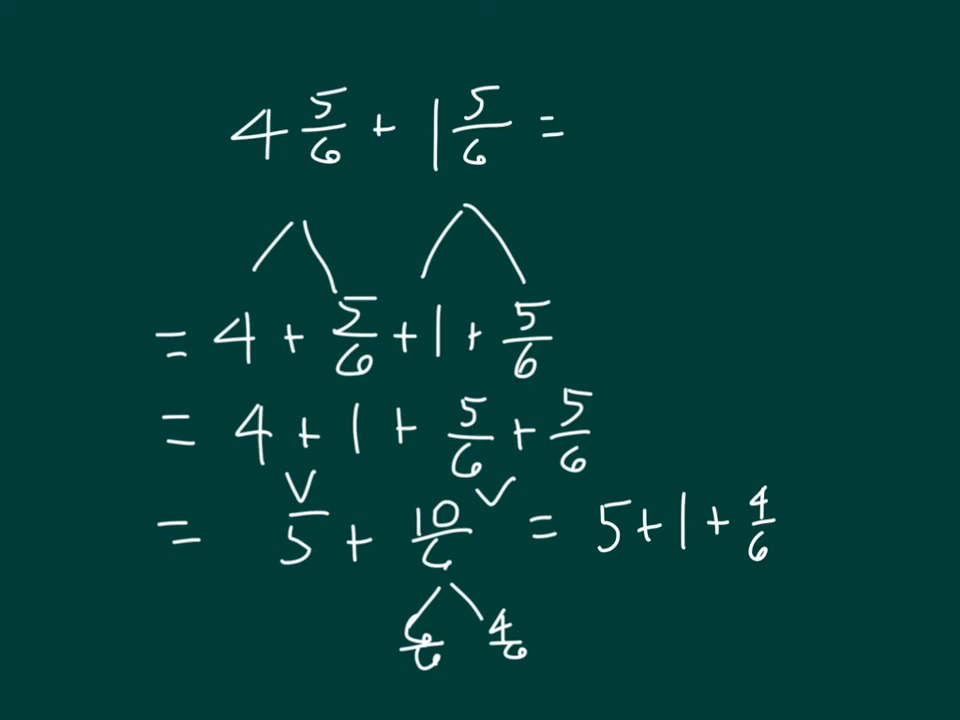 4 5/6 + 1 5/6 =
= 4 + 5/6 + 1 + 5/6
= 4 + 1 + 5/6 + 5/6
= 5 + 10/6 = 5 + 1 + 4/6
6/6 4/6